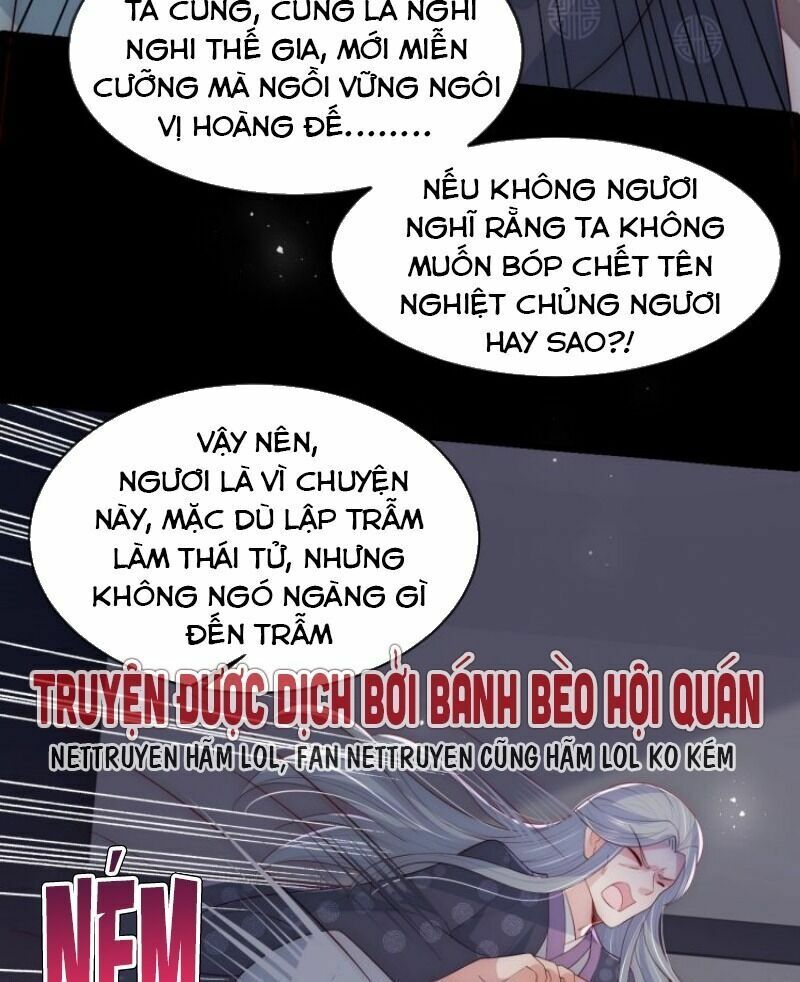 TA CŨNG, CŨNG LÀ NGHI
NGHI THẾ GIA, MỚI MIỄN
CƯỠNG MÀ NGỒI VỮNG NGÔI
VỊ HOÀNG ĐẾ........
NẾU KHÔNG NGƯƠI
NGHĨ RẰNG TA KHÔNG
MUỐN BÓP CHẾT TÊN
NGHIỆT CHỦNG NGƯƠI
HAY SAO?!
VẬY NÊN,
NGƯƠI LÀ VÌ CHUYỆN
NÀY, MẶC DÙ LẬP TRẪM
LÀM THÁI TỬ, NHƯNG
KHÔNG NGÓ NGÀNG GÌ
ĐẾN TRẪM
TRUYỆN ĐƯỢC DỊCH BỞI BÁNH BÈO HỘI QUÁN
NETTRUYEN HÃM LOL, FAN NETTRUYEN CŨNG HÃM LOL KO KÉM
NÉM